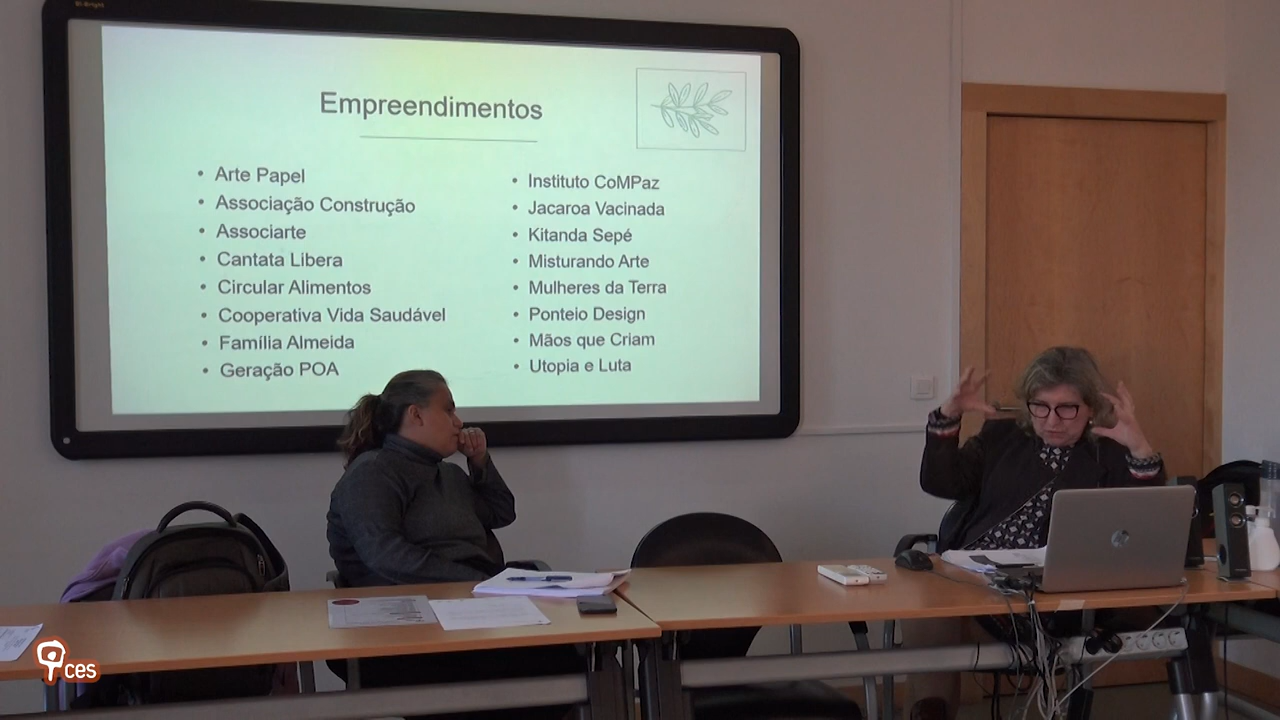 Empreendimentos
• Arte Papel
• Associação Construção
• Associarte
• Cantata Libera
• Circular Alimentos
• Cooperativa Vida Saudável
• Família Almeida
• Geração POA
• Instituto CoMPaz
• Jacaroa Vacinada
• Kitanda Sepé
• Misturando Arte
• Mulheres da Terra
• Ponteio Design
• Mãos que Criam
• Utopia e Luta
hp
ces